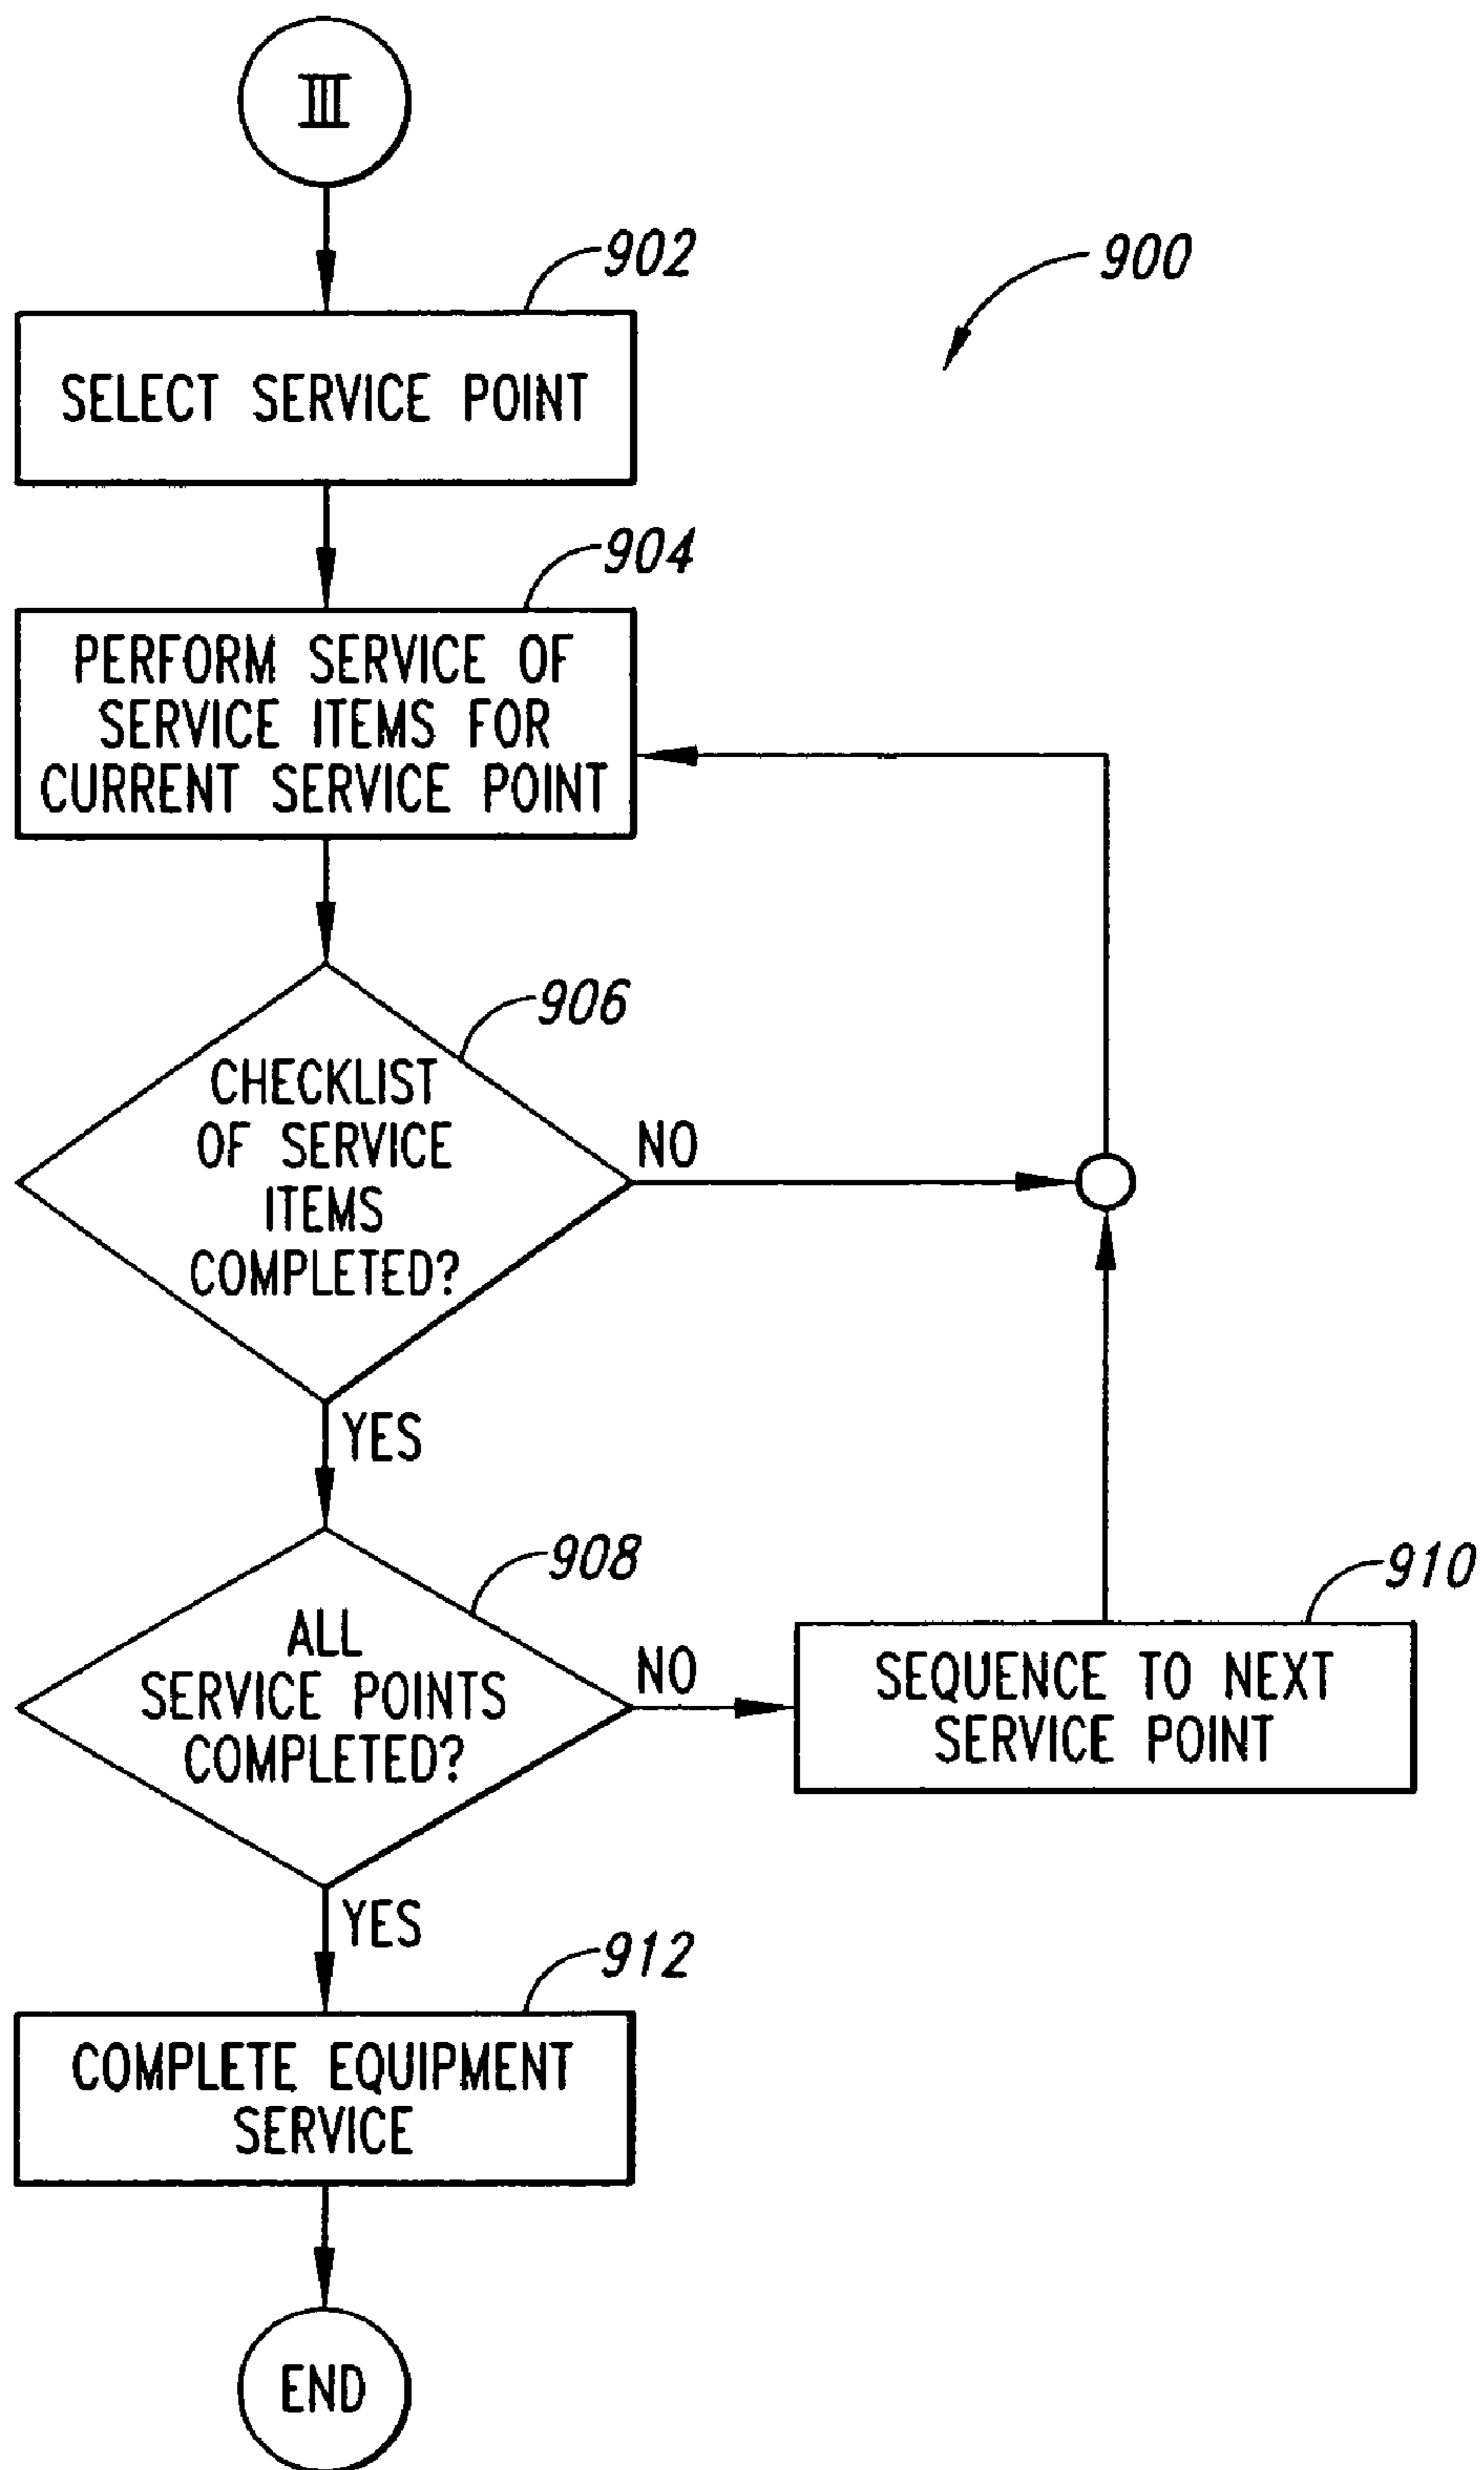 III
902
900
SELECT SERVICE POINT
904
PERFORM SERVICE OF
SERVICE ITEMS FOR
CURRENT SERVICE POINT
906
CHECKLIST
OF SERVICE
ITEMS
COMPLETED?
NO
YES
908
ALL
SERVICE POINTS
COMPLETED?
NO
910
SEQUENCE TO NEXT
SERVICE POINT
YES
912
COMPLETE EQUIPMENT
SERVICE
END